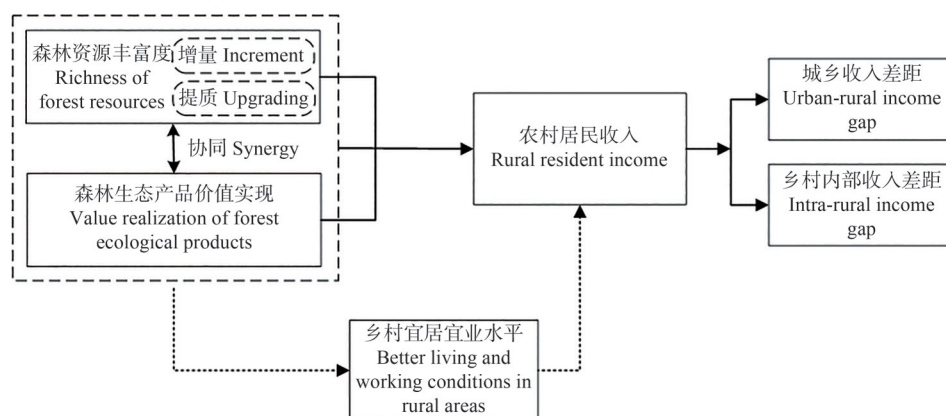 森林资源丰富度
Richness of
forest resources
增量 Increment
提质 Upgrading
协同 Synergy
森林生态产品价值实现
Value realization of forest
ecological products
农村居民收入
Rural resident income
城乡收入差距
Urban-rural income
gap
乡村内部收入差距
Intra-rural income
gap
乡村宜居宜业水平
Better living and
working conditions in
rural areas